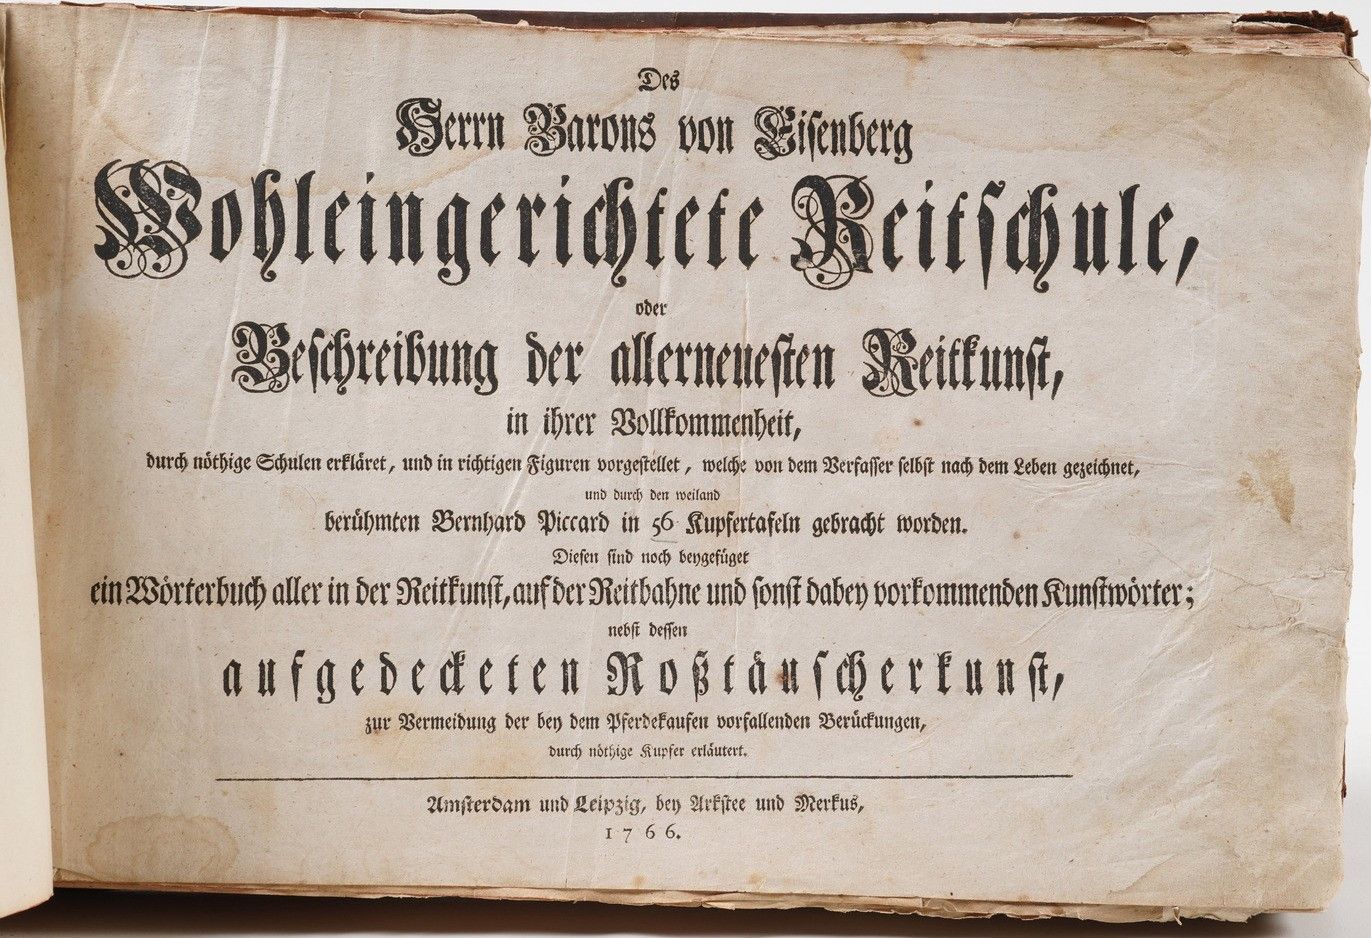 Des
Herrn Barons von Eisenberg
Wohleingerichtete Reitschule,
oder
Beschreibung der allerneuesten Reitkunst,
in ihrer Vollkommenheit,
durch nöthige Schulen erkläret, und in richtigen Figuren vorgestellet, welche von dem Verfasser selbst nach dem Leben gezeichnet,
und durch den weiland
berühmten Bernhard Piccard in 56 Kupfertafeln gebracht worden.
Diesen sind noch beygefüget
ein Wörterbuch aller in der Reitkunst, auf der Reitbahne und sonst dabey vorkommenden Kunstwörter;
nebst dessen
aufgedecketen Roßtäuscherkunst,
zur Vermeidung der bey dem Pferdekaufen vorfallenden Berückungen,
durch nöthige Kupfer erläutert.
Amsterdam und Leipzig, bey Arkstee und Merkus,
1766.